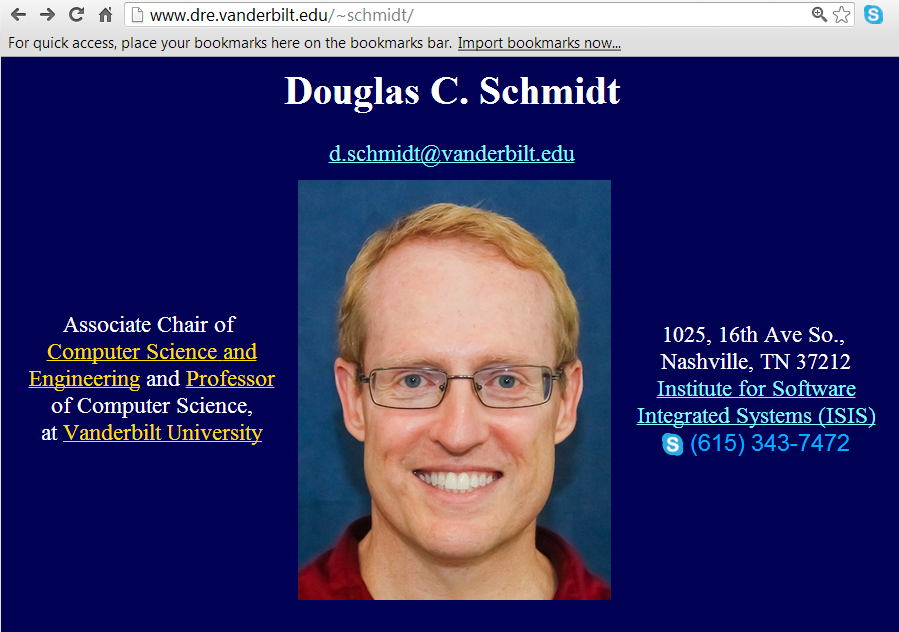 www.dre.vanderbilt.edu/~schmidt/
For quick access, place your bookmarks here on the bookmarks bar. Import bookmarks now...
Douglas C. Schmidt
d.schmidt@vanderbilt.edu
Associate Chair of
Computer Science and
Engineering and Professor
of Computer Science,
at Vanderbilt University
1025, 16th Ave So.,
Nashville, TN 37212
Institute for Software
Integrated Systems (ISIS)
(615) 343-7472